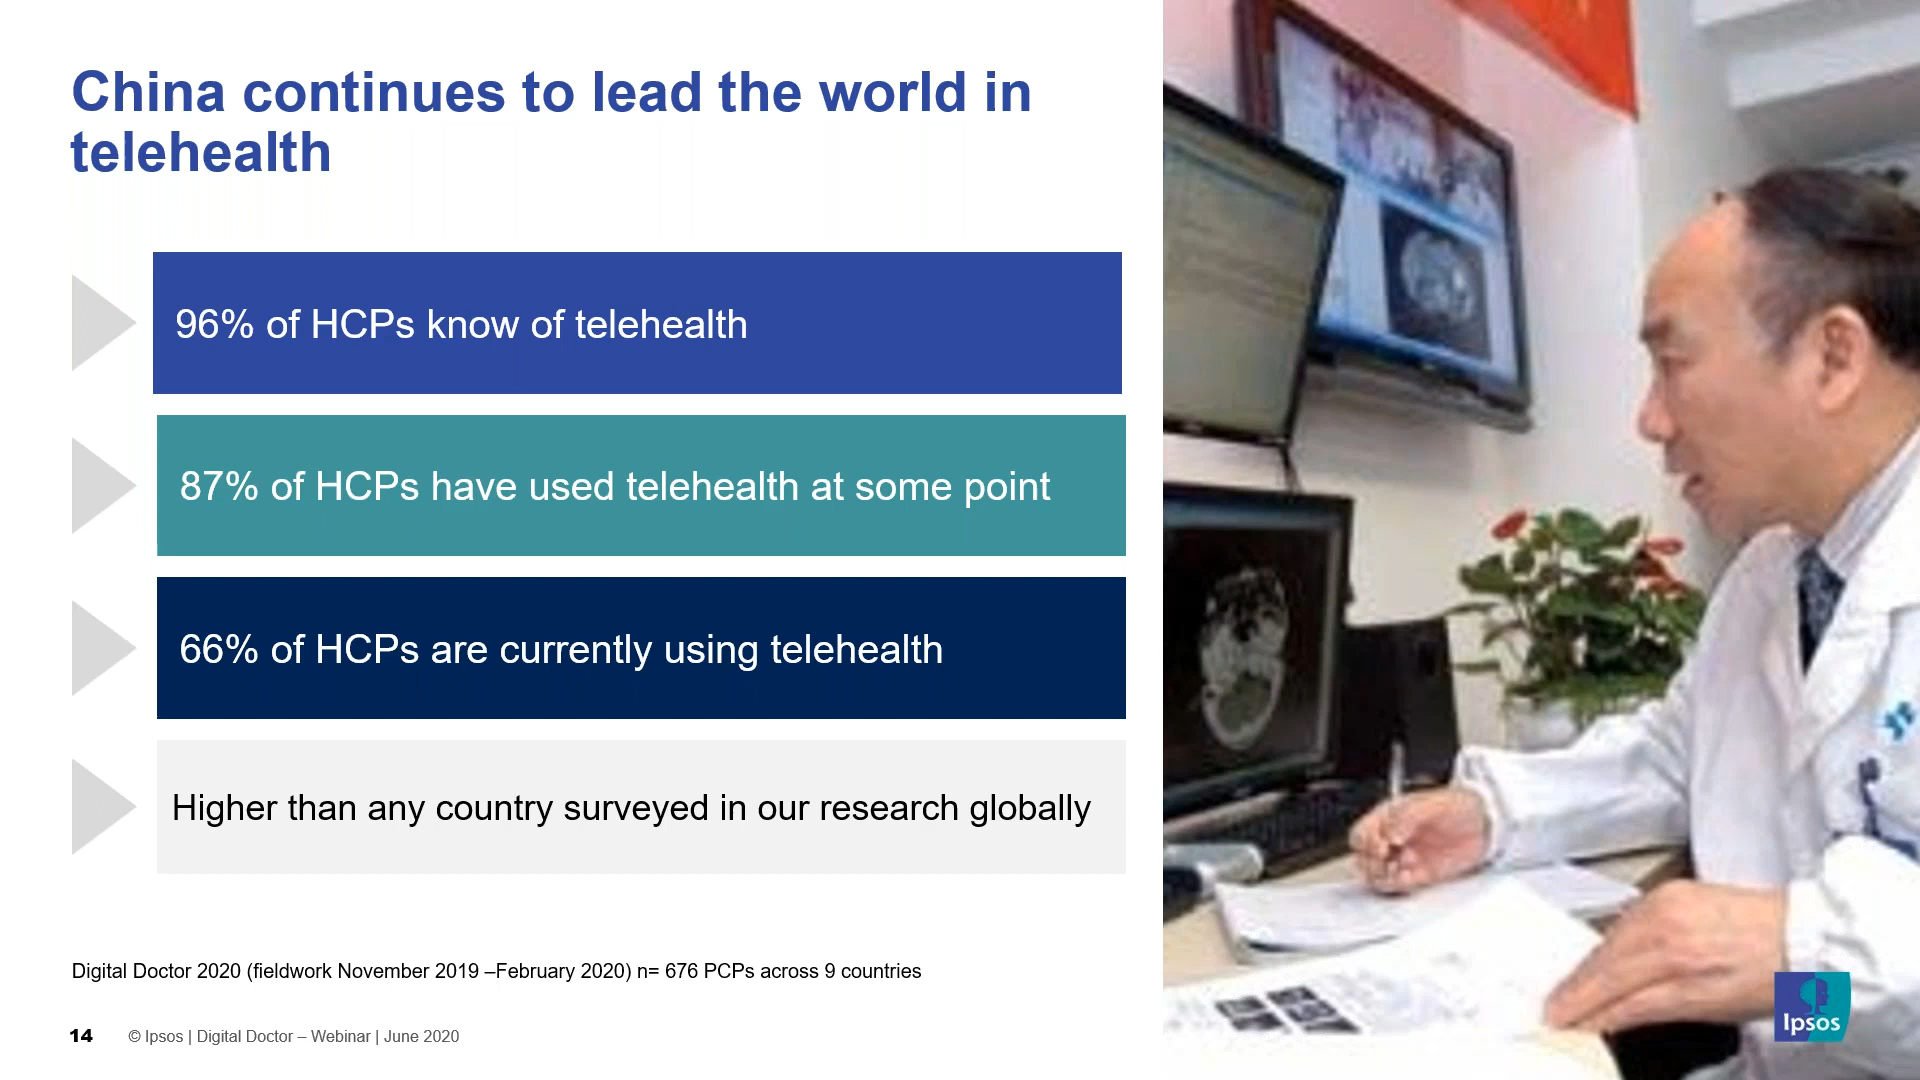 China continues to lead the world in
telehealth
96% of HCPs know of telehealth
87% of HCPs have used telehealth at some point
66% of HCPs are currently using telehealth
Higher than any country surveyed in our research globally
Digital Doctor 2020 (fieldwork November 2019 –February 2020) n= 676 PCPs across 9 countries
14 © Ipsos | Digital Doctor – Webinar | June 2020
Ipsos